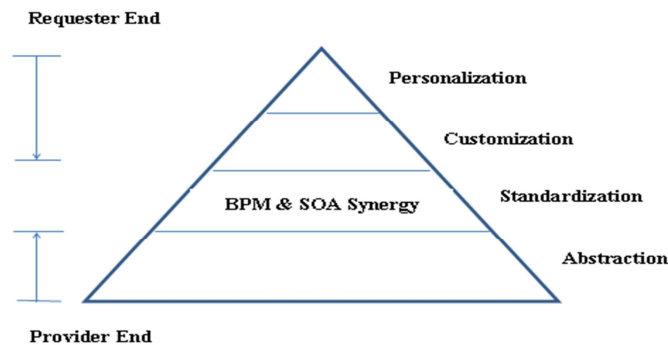 Requester End
Personalization
Customization
Standardization
BPM & SOA Synergy
Abstraction
Provider End